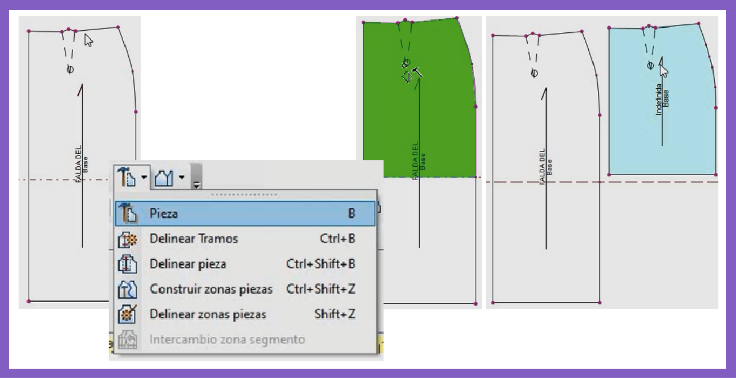 FALDA DEL
Base
FALDA DEL
Base
FALDA DEL
Base
Indefinida
Base
Pieza B
Delinear Tramos Ctrl+B
Delinear pieza Ctrl+Shift+B
Construir zonas piezas Ctrl+Shift+Z
Delinear zonas piezas Shift+Z
Intercambio zona segmento